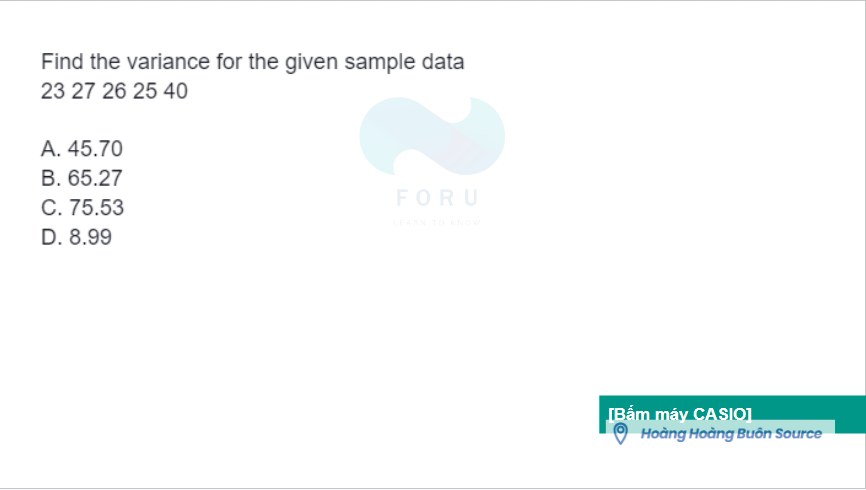 Find the variance for the given sample data
23 27 26 25 40
A. 45.70
B. 65.27
C. 75.53
D. 8.99
FORU
[Bấm máy CASIO]
Hoàng Hoàng Buôn Source